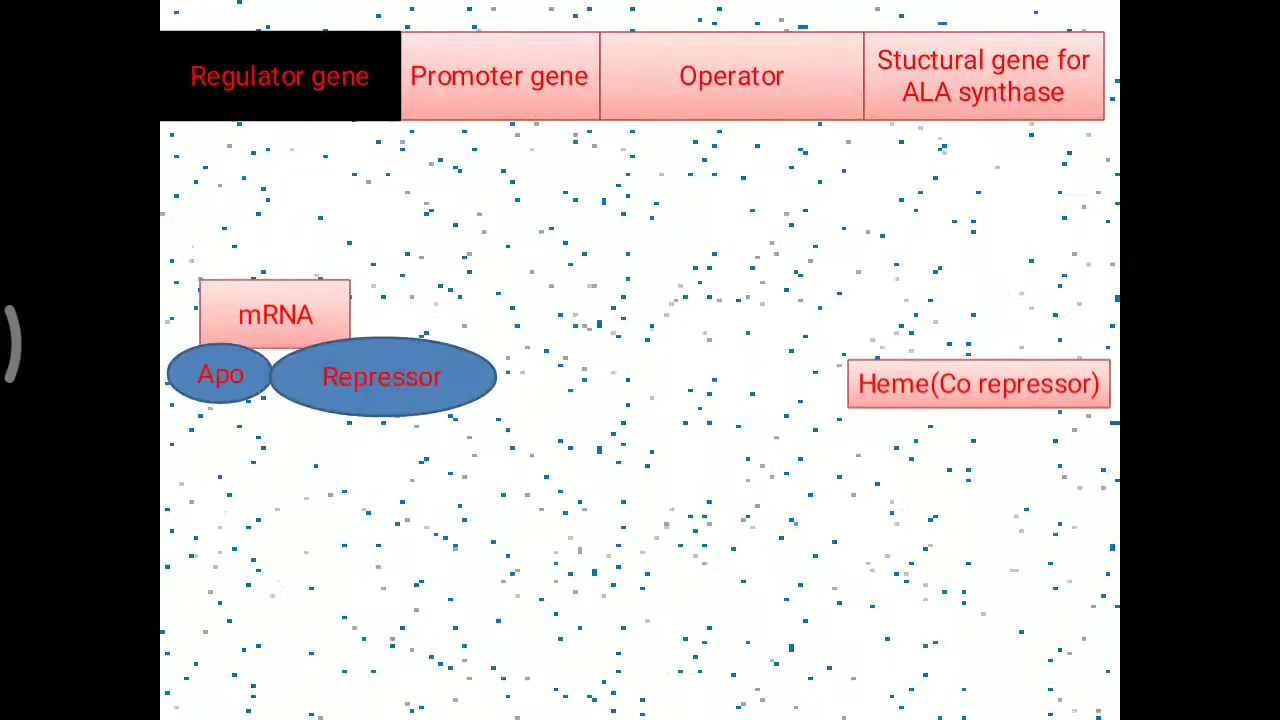 Regulator gene
Promoter gene
Operator
Stuctural gene for
ALA synthase
mRNA
Apo
Repressor
Heme(Co repressor)